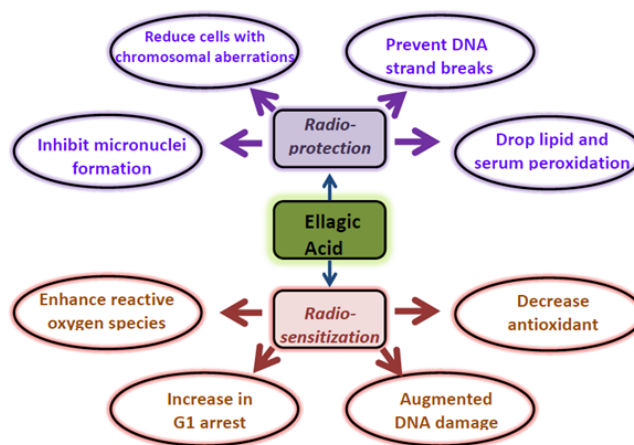 Reduce cells with
chromosomal aberrations
Prevent DNA
strand breaks
Inhibit micronuclei
formation
Radio-
protection
Drop lipid and
serum peroxidation
Ellagic
Acid
Enhance reactive
oxygen species
Radio-
sensitization
Decrease
antioxidant
Increase in
G1 arrest
Augmented
DNA damage